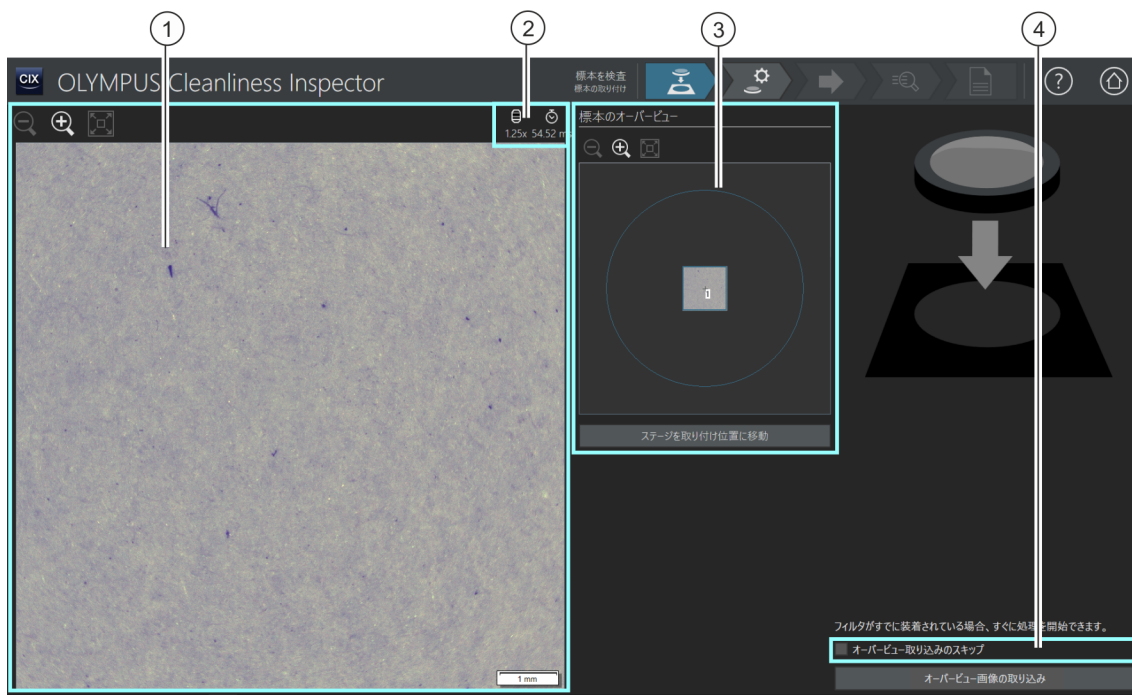 1
2
3
4
CIX OLYMPUS Cleanliness Inspector
標本を検査
標本の取り付け
?
1.25x 54.52 ms
標本のオーバービュー
ステージを取り付け位置に移動
フィルタがすでに装着されている場合、すぐに処理を開始できます。
オーバービュー取り込みのスキップ
オーバービュー画像の取り込み
1 mm